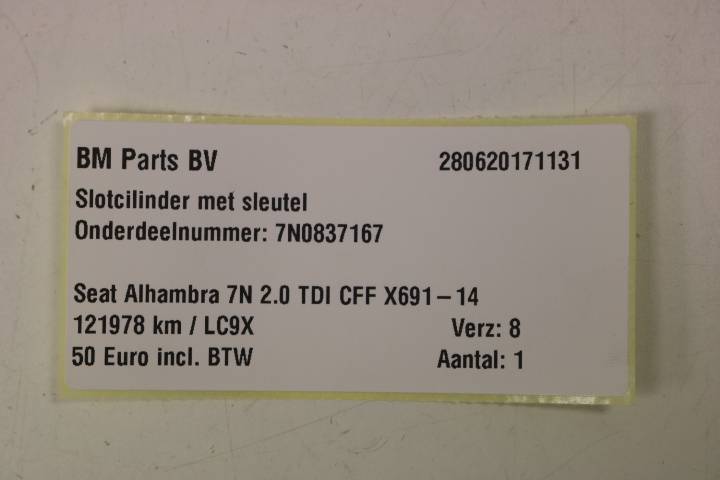 BM Parts BV 280620171131
Slotcilinder met sleutel
Onderdeelnummer: 7N0837167
Seat Alhambra 7N 2.0 TDI CFF X691-14
121978 km / LC9X Verz: 8
50 Euro incl. BTW Aantal: 1